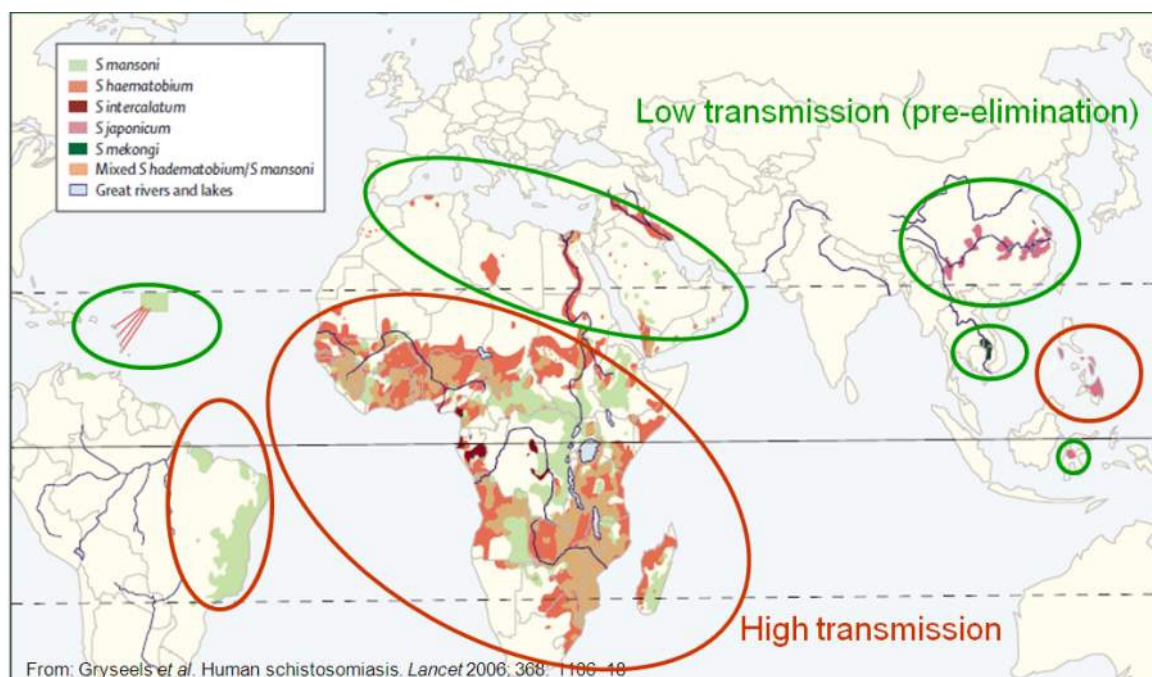 S mansoni
S haematobium
S intercalatum
S japonicum
S mekongi
Mixed S hadematobium/S mansoni
Great rivers and lakes
Low transmission (pre-elimination)
High transmission
From: Gryseels et al. Human schistosomiasis. Lancet 2006; 368: 1106–18